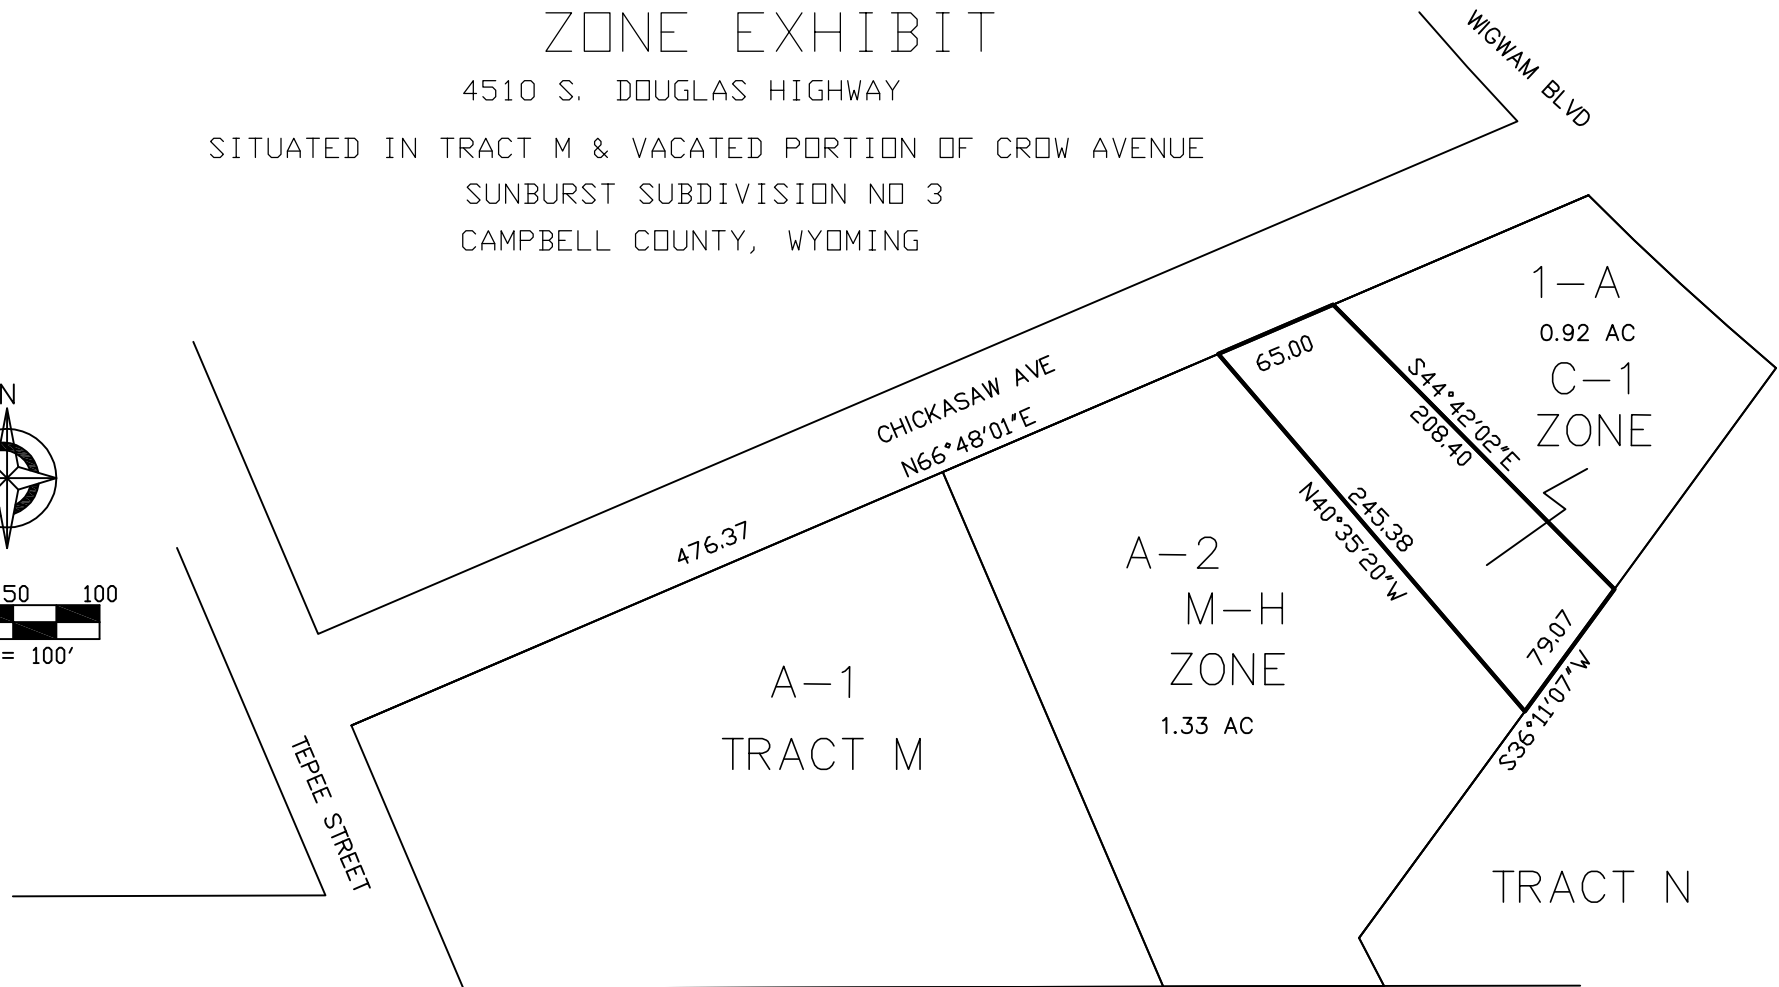 ZONE EXHIBIT
4510 S. DOUGLAS HIGHWAY
SITUATED IN TRACT M & VACATED PORTION OF CROW AVENUE
SUNBURST SUBDIVISION NO 3
CAMPBELL COUNTY, WYOMING
WIGWAM BLVD
1-A
0.92 AC
C-1
ZONE
65.00
S44°42'02"E
208.40
CHICKASAW AVE
N66°48'01"E
476.37
245.38
N40°35'20"W
N
50 100
= 100'
A-2
M-H
ZONE
1.33 AC
79.07
S36°11'07"W
A-1
TRACT M
TEPEE STREET
TRACT N